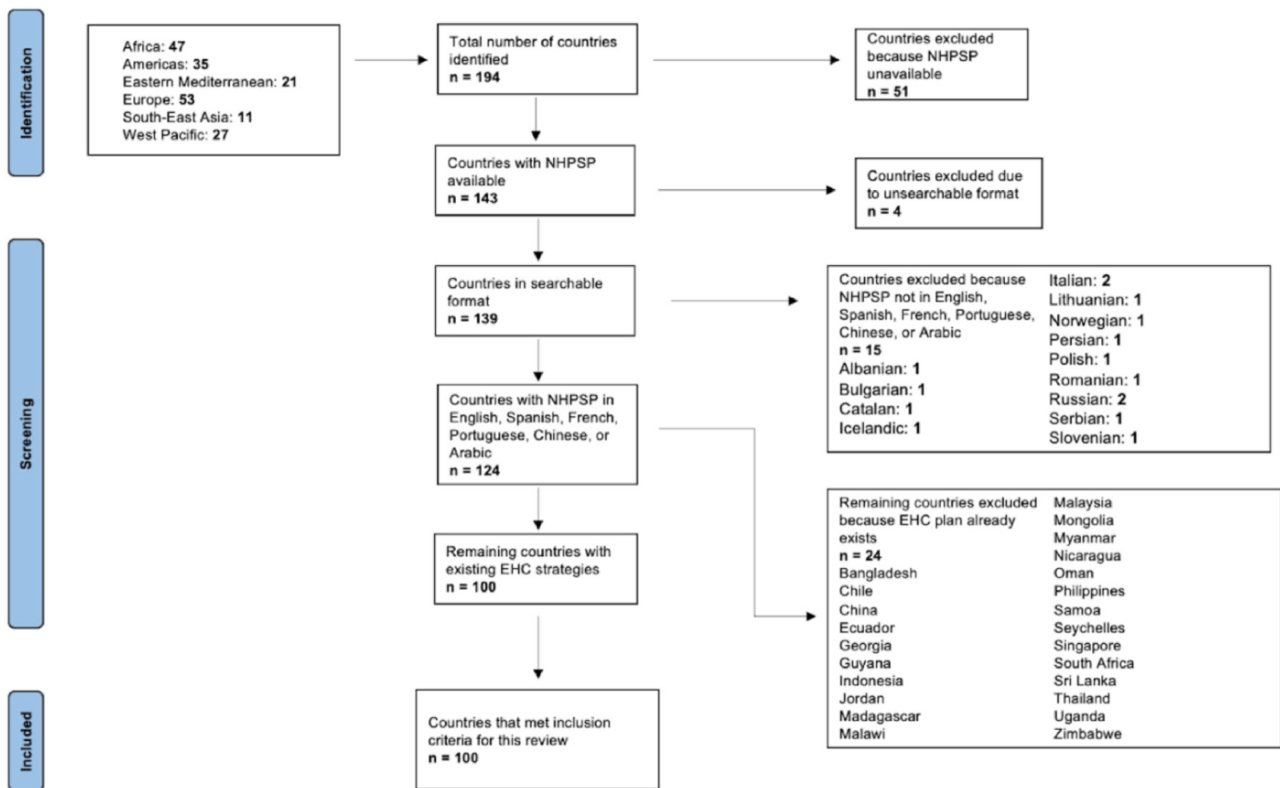 Identification
Africa: 47
Americas: 35
Eastern Mediterranean: 21
Europe: 53
South-East Asia: 11
West Pacific: 27
Total number of countries
identified
n = 194
Countries excluded
because NHPSP
unavailable
n = 51
Countries with NHPSP
available
n = 143
Countries excluded due
to unsearchable format
n = 4
Screening
Countries in searchable
format
n = 139
Countries excluded because
NHPSP not in English,
Spanish, French, Portuguese,
Chinese, or Arabic
n = 15
Albanian: 1
Bulgarian: 1
Catalan: 1
Icelandic: 1
Italian: 2
Lithuanian: 1
Norwegian: 1
Persian: 1
Polish: 1
Romanian: 1
Russian: 2
Serbian: 1
Slovenian: 1
Countries with NHPSP in
English, Spanish, French,
Portuguese, Chinese, or
Arabic
n = 124
Remaining countries excluded
because EHC plan already
exists
n = 24
Bangladesh
Chile
China
Ecuador
Georgia
Guyana
Indonesia
Jordan
Madagascar
Malawi
Malaysia
Mongolia
Myanmar
Nicaragua
Oman
Philippines
Samoa
Seychelles
Singapore
South Africa
Sri Lanka
Thailand
Uganda
Zimbabwe
Remaining countries with
existing EHC strategies
n = 100
Included
Countries that met inclusion
criteria for this review
n = 100